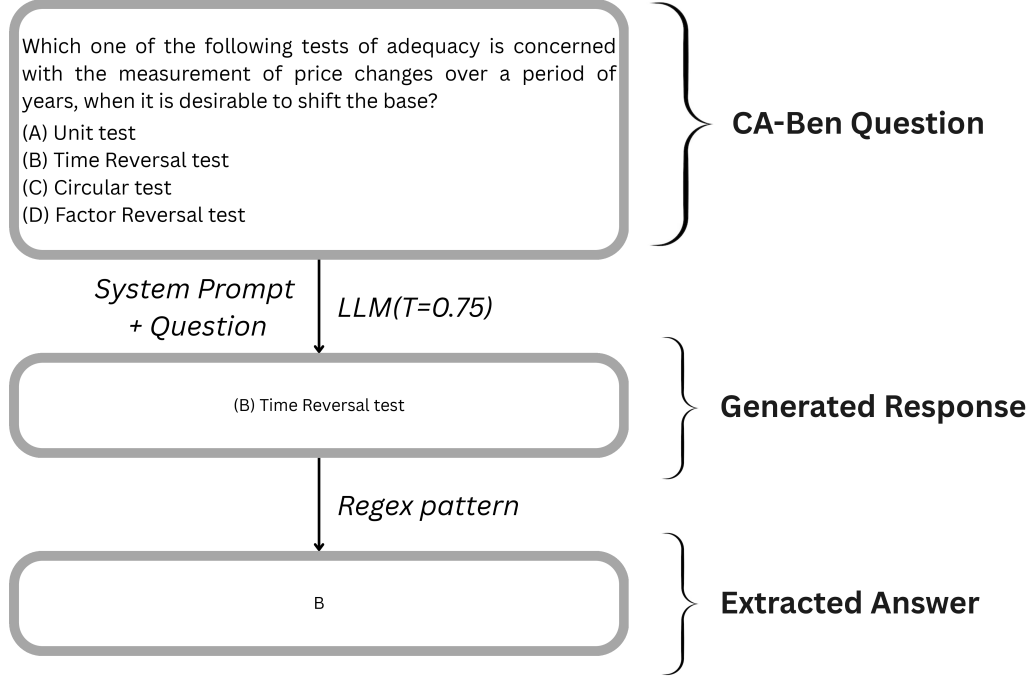 Which one of the following tests of adequacy is concerned
with the measurement of price changes over a period of
years, when it is desirable to shift the base?
(A) Unit test
(B) Time Reversal test
(C) Circular test
(D) Factor Reversal test
CA-Ben Question
System Prompt
+ Question
LLM(T=0.75)
(B) Time Reversal test
Generated Response
Regex pattern
B
Extracted Answer